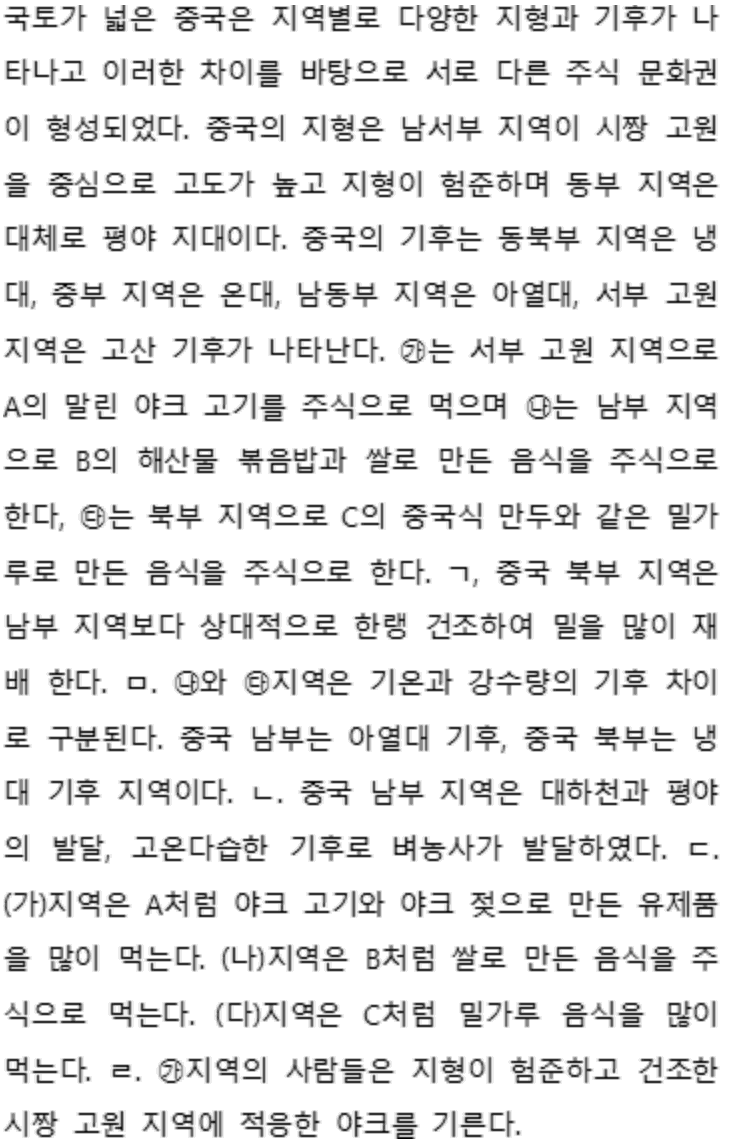 국토가 넓은 중국은 지역별로 다양한 지형과 기후가 나
타나고 이러한 차이를 바탕으로 서로 다른 주식 문화권
이 형성되었다. 중국의 지형은 남서부 지역이 시짱 고원
을 중심으로 고도가 높고 지형이 험준하며 동부 지역은
대체로 평야 지대이다. 중국의 기후는 동북부 지역은 냉
대, 중부 지역은 온대, 남동부 지역은 아열대, 서부 고원
지역은 고산 기후가 나타난다. ㉮는 서부 고원 지역으로
A의 말린 야크 고기를 주식으로 먹으며 ㉯는 남부 지역
으로 B의 해산물 볶음밥과 쌀로 만든 음식을 주식으로
한다, ㉰는 북부 지역으로 C의 중국식 만두와 같은 밀가
루로 만든 음식을 주식으로 한다. ㄱ, 중국 북부 지역은
남부 지역보다 상대적으로 한랭 건조하여 밀을 많이 재
배 한다. ㅁ. ㉯와 ㉰지역은 기온과 강수량의 기후 차이
로 구분된다. 중국 남부는 아열대 기후, 중국 북부는 냉
대 기후 지역이다. ㄴ. 중국 남부 지역은 대하천과 평야
의 발달, 고온다습한 기후로 벼농사가 발달하였다. ㄷ.
(가)지역은 A처럼 야크 고기와 야크 젖으로 만든 유제품
을 많이 먹는다. (나)지역은 B처럼 쌀로 만든 음식을 주
식으로 먹는다. (다)지역은 C처럼 밀가루 음식을 많이
먹는다. ㄹ. ㉮지역의 사람들은 지형이 험준하고 건조한
시짱 고원 지역에 적응한 야크를 기른다.